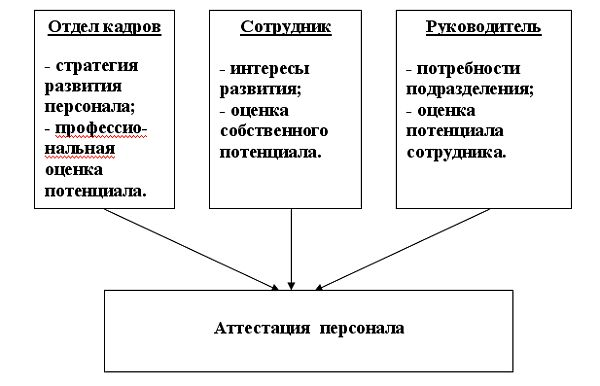 Отдел кадров
- стратегия
развития
персонала;
- профессио-
нальная
оценка
потенциала.
Сотрудник
- интересы
развития;
- оценка
собственного
потенциала.
Руководитель
- потребности
подразделения;
- оценка
потенциала
сотрудника.
Аттестация персонала